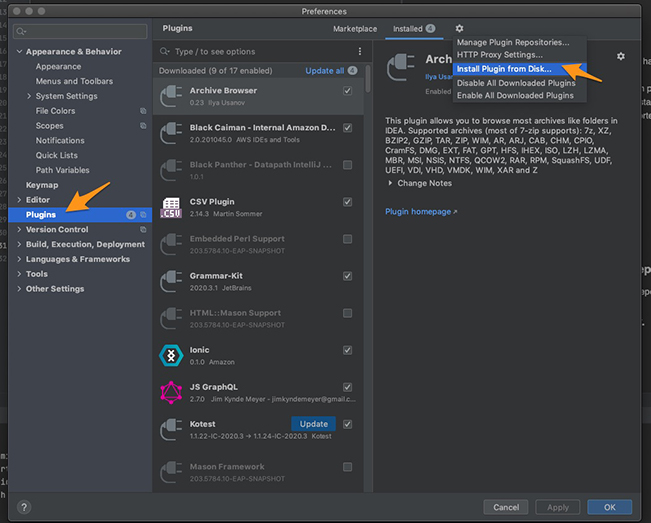 Preferences
Plugins
Marketplace
Installed 4
Manage Plugin Repositories...
HTTP Proxy Settings...
Install Plugin from Disk...
Disable All Downloaded Plugins
Enable All Downloaded Plugins
Appearance & Behavior
Appearance
Menus and Toolbars
System Settings
File Colors
Scopes
Notifications
Quick Lists
Path Variables
Keymap
Editor
Plugins 4
Version Control
Build, Execution, Deployment
Languages & Frameworks
Tools
Other Settings
Type / to see options
Downloaded (9 of 17 enabled)
Update all 4
Archive Browser
0.23 Ilya Usanov
Black Caiman - Internal Amazon D...
2.0.201045.0 AWS IDEs and Tools
Black Panther - Datapath IntelliJ ...
1.0
CSV Plugin
2.14.3 Martin Sommer
Embedded Perl Support
203.5784.10-EAP-SNAPSHOT
Grammar-Kit
2020.3.1 JetBrains
HTML::Mason Support
203.5784.10-EAP-SNAPSHOT
Ionic
0.1.0 Amazon
JS GraphQL
2.7.0 Jim Kynde Meyer - jimkyndemeyer@gmail.c...
Kotest
Update
1.1.22-IC-2020.3 → 1.1.24-IC-2020.3 Kotest
Mason Framework
203.5784.10-EAP-SNAPSHOT
Arch
Ilya Usa
Enabled
This plugin allows you to browse most archives like folders in
IDEA. Supported archives (most of 7-zip supports): 7z, XZ,
BZIP2, GZIP, TAR, ZIP, WIM, AR, ARJ, CAB, CHM, CPIO,
CramFS, DMG, EXT, FAT, GPT, HFS, IHEX, ISO, LZH, LZMA,
MBR, MSI, NSIS, NTFS, QCOW2, RAR, RPM, SquashFS, UDF,
UEFI, VDI, VHD, VMDK, WIM, XAR and Z
Change Notes
Plugin homepage
?
Cancel
Apply
OK